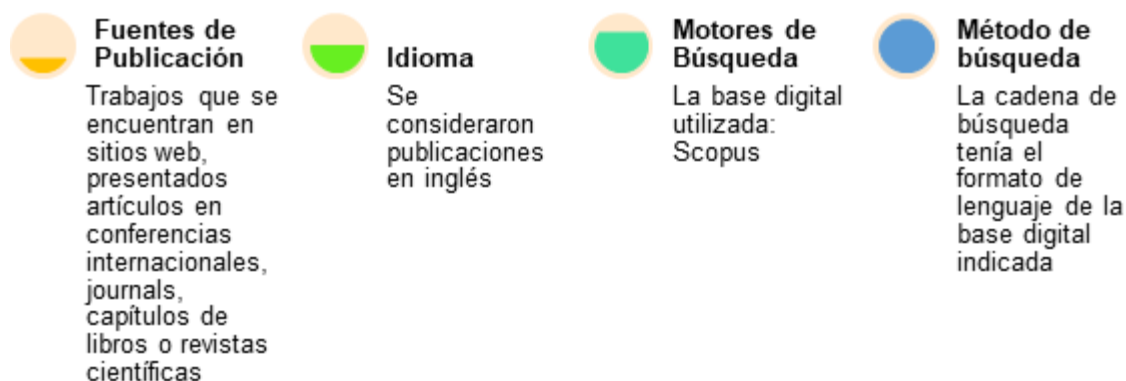 Fuentes de
Publicación
Trabajos que se
encuentran en
sitios web,
presentados
artículos en
conferencias
internacionales,
journals,
capítulos de
libros o revistas
científicas
Idioma
Se
consideraron
publicaciones
en inglés
Motores de
Búsqueda
La base digital
utilizada:
Scopus
Método de
búsqueda
La cadena de
búsqueda
tenía el
formato de
lenguaje de la
base digital
indicada